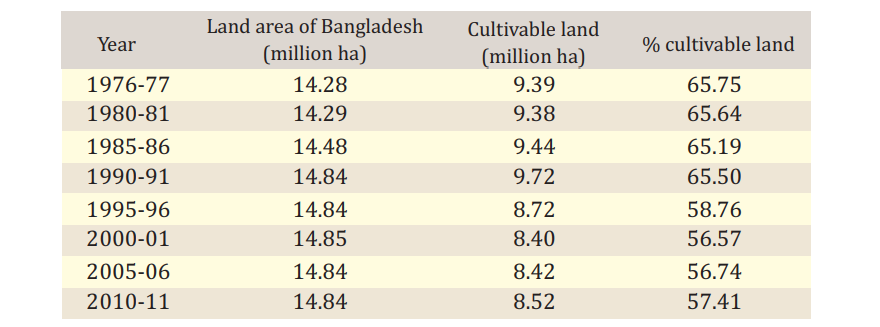 Year Land area of Bangladesh (million ha) Cultivable land (million ha) % cultivable land
1976-77 14.28 9.39 65.75
1980-81 14.29 9.38 65.64
1985-86 14.48 9.44 65.19
1990-91 14.84 9.72 65.50
1995-96 14.84 8.72 58.76
2000-01 14.85 8.40 56.57
2005-06 14.84 8.42 56.74
2010-11 14.84 8.52 57.41